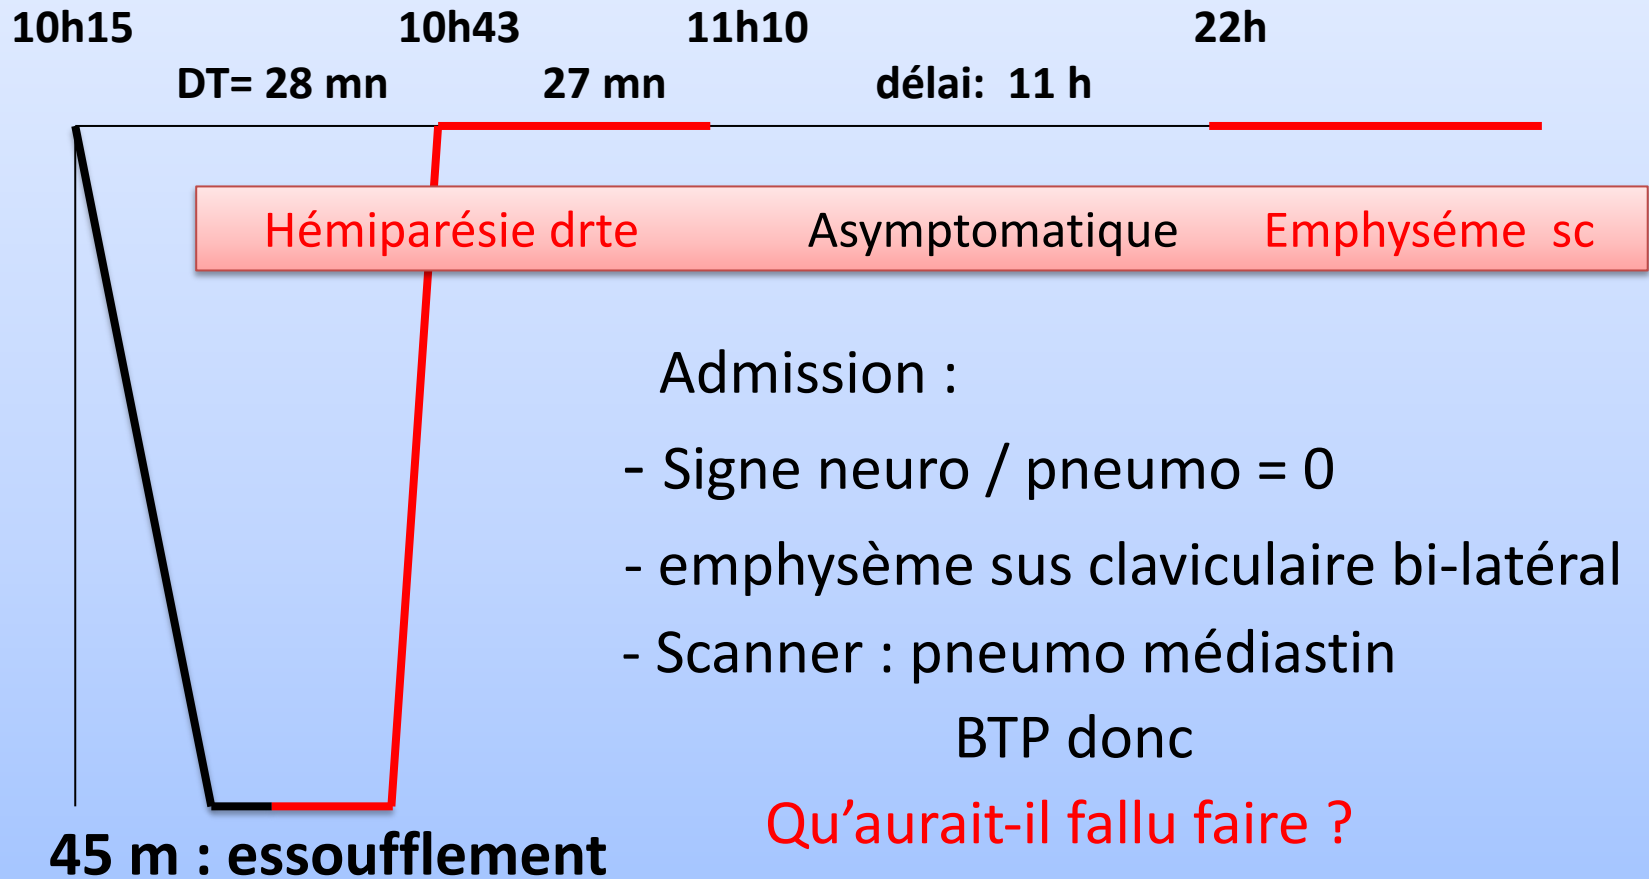 10h15 10h43 11h10 22h
DT= 28 mn 27 mn délai: 11 h
Hémiparésie drte Asymptomatique Emphyséme sc
Admission :
- Signe neuro / pneumo = 0
- emphysème sus claviculaire bi-latéral
- Scanner : pneumo médiastin
BTP donc
Qu’aurait-il fallu faire ?
45 m : essoufflement